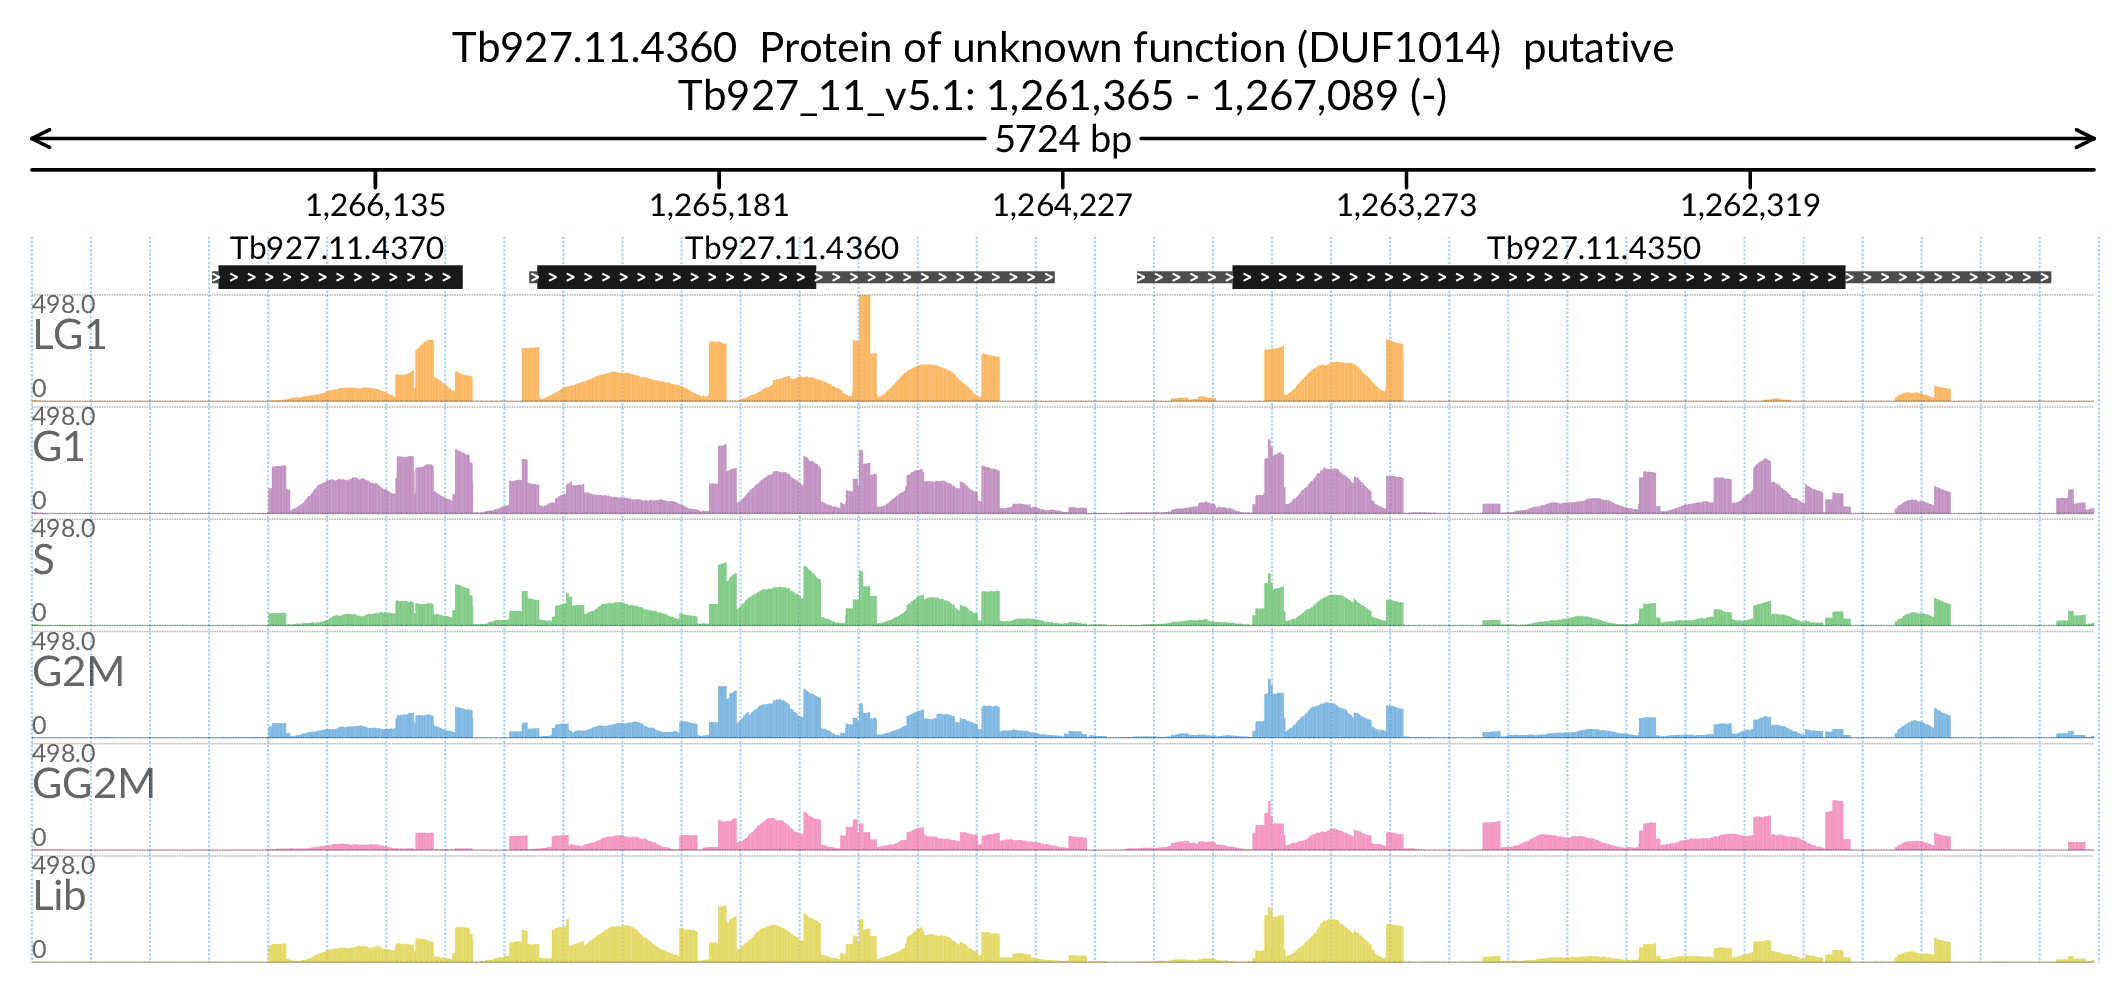 Tb927.11.4360  Protein of unknown function (DUF1014)  putative
Tb927_11_v5.1: 1,261,365 - 1,267,089 (-)
5724 bp
1,266,135 1,265,181 1,264,227 1,263,273 1,262,319
Tb927.11.4370 Tb927.11.4360 Tb927.11.4350
498.0
LG1
0
498.0
G1
0
498.0
S
0
498.0
G2M
0
498.0
GG2M
0
498.0
Lib
0